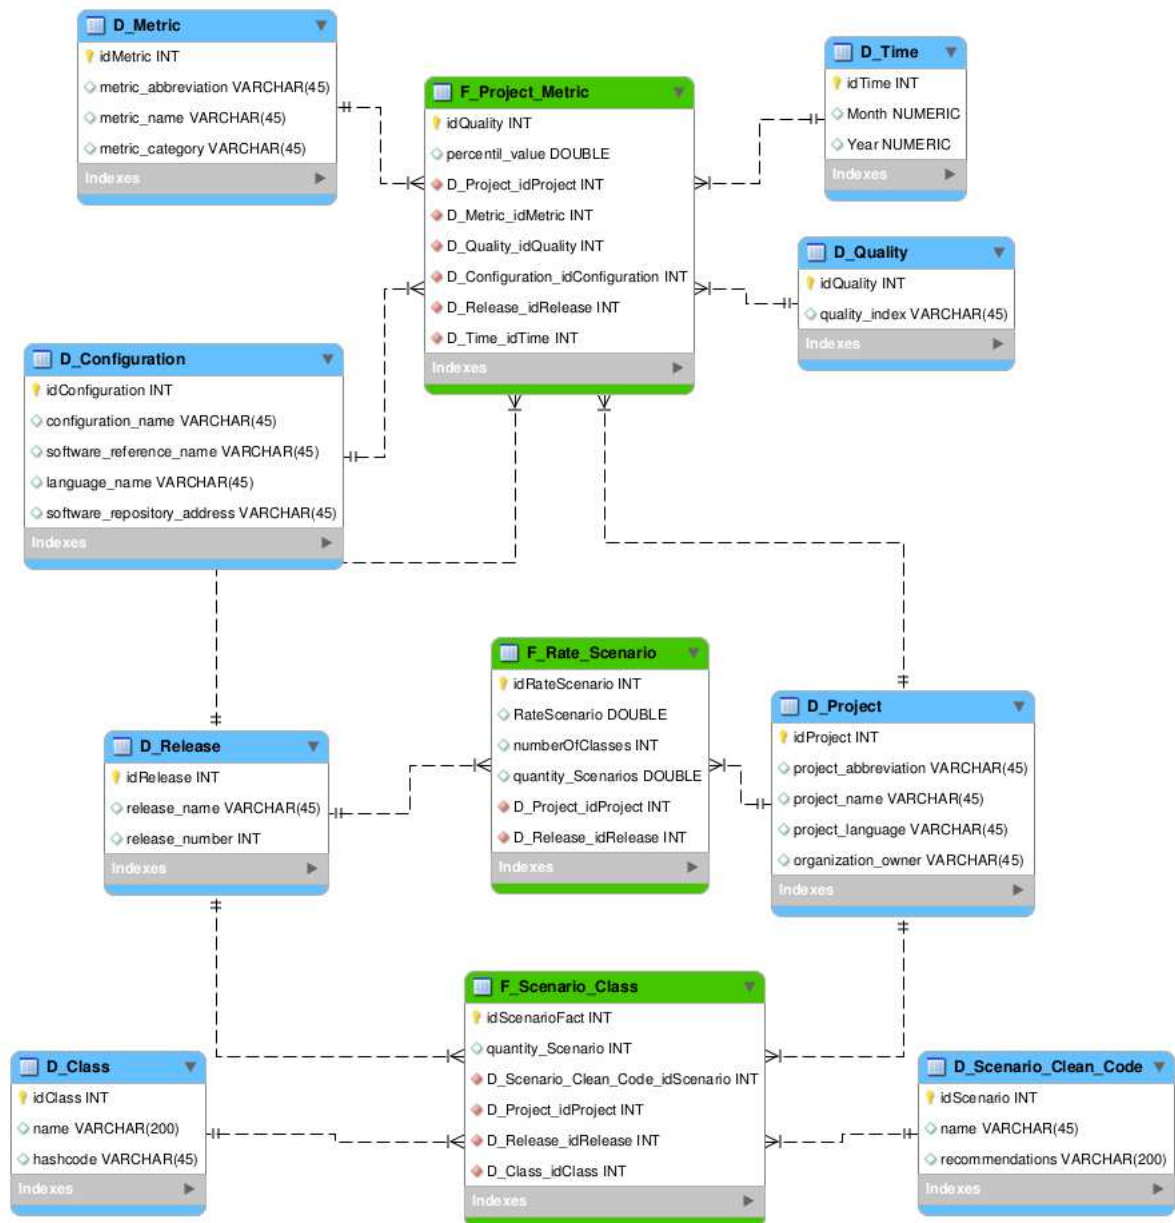 D_Metric
idMetric INT
metric_abbreviation VARCHAR(45)
metric_name VARCHAR(45)
metric_category VARCHAR(45)
Indexes
F_Project_Metric
idQuality INT
percentil_value DOUBLE
D_Project_idProject INT
D_Metric_idMetric INT
D_Quality_idQuality INT
D_Configuration_idConfiguration INT
D_Release_idRelease INT
D_Time_idTime INT
Indexes
D_Time
idTime INT
Month NUMERIC
Year NUMERIC
Indexes
D_Quality
idQuality INT
quality_index VARCHAR(45)
Indexes
D_Configuration
idConfiguration INT
configuration_name VARCHAR(45)
software_reference_name VARCHAR(45)
language_name VARCHAR(45)
software_repository_address VARCHAR(45)
Indexes
F_Rate_Scenario
idRateScenario INT
RateScenario DOUBLE
numberOfClasses INT
quantity_Scenarios DOUBLE
D_Project_idProject INT
D_Release_idRelease INT
Indexes
D_Project
idProject INT
project_abbreviation VARCHAR(45)
project_name VARCHAR(45)
project_language VARCHAR(45)
organization_owner VARCHAR(45)
Indexes
D_Release
idRelease INT
release_name VARCHAR(45)
release_number INT
Indexes
F_Scenario_Class
idScenarioFact INT
quantity_Scenario INT
D_Scenario_Clean_Code_idScenario INT
D_Project_idProject INT
D_Release_idRelease INT
D_Class_idClass INT
Indexes
D_Class
idClass INT
name VARCHAR(200)
hashcode VARCHAR(45)
Indexes
D_Scenario_Clean_Code
idScenario INT
name VARCHAR(45)
recommendations VARCHAR(200)
Indexes